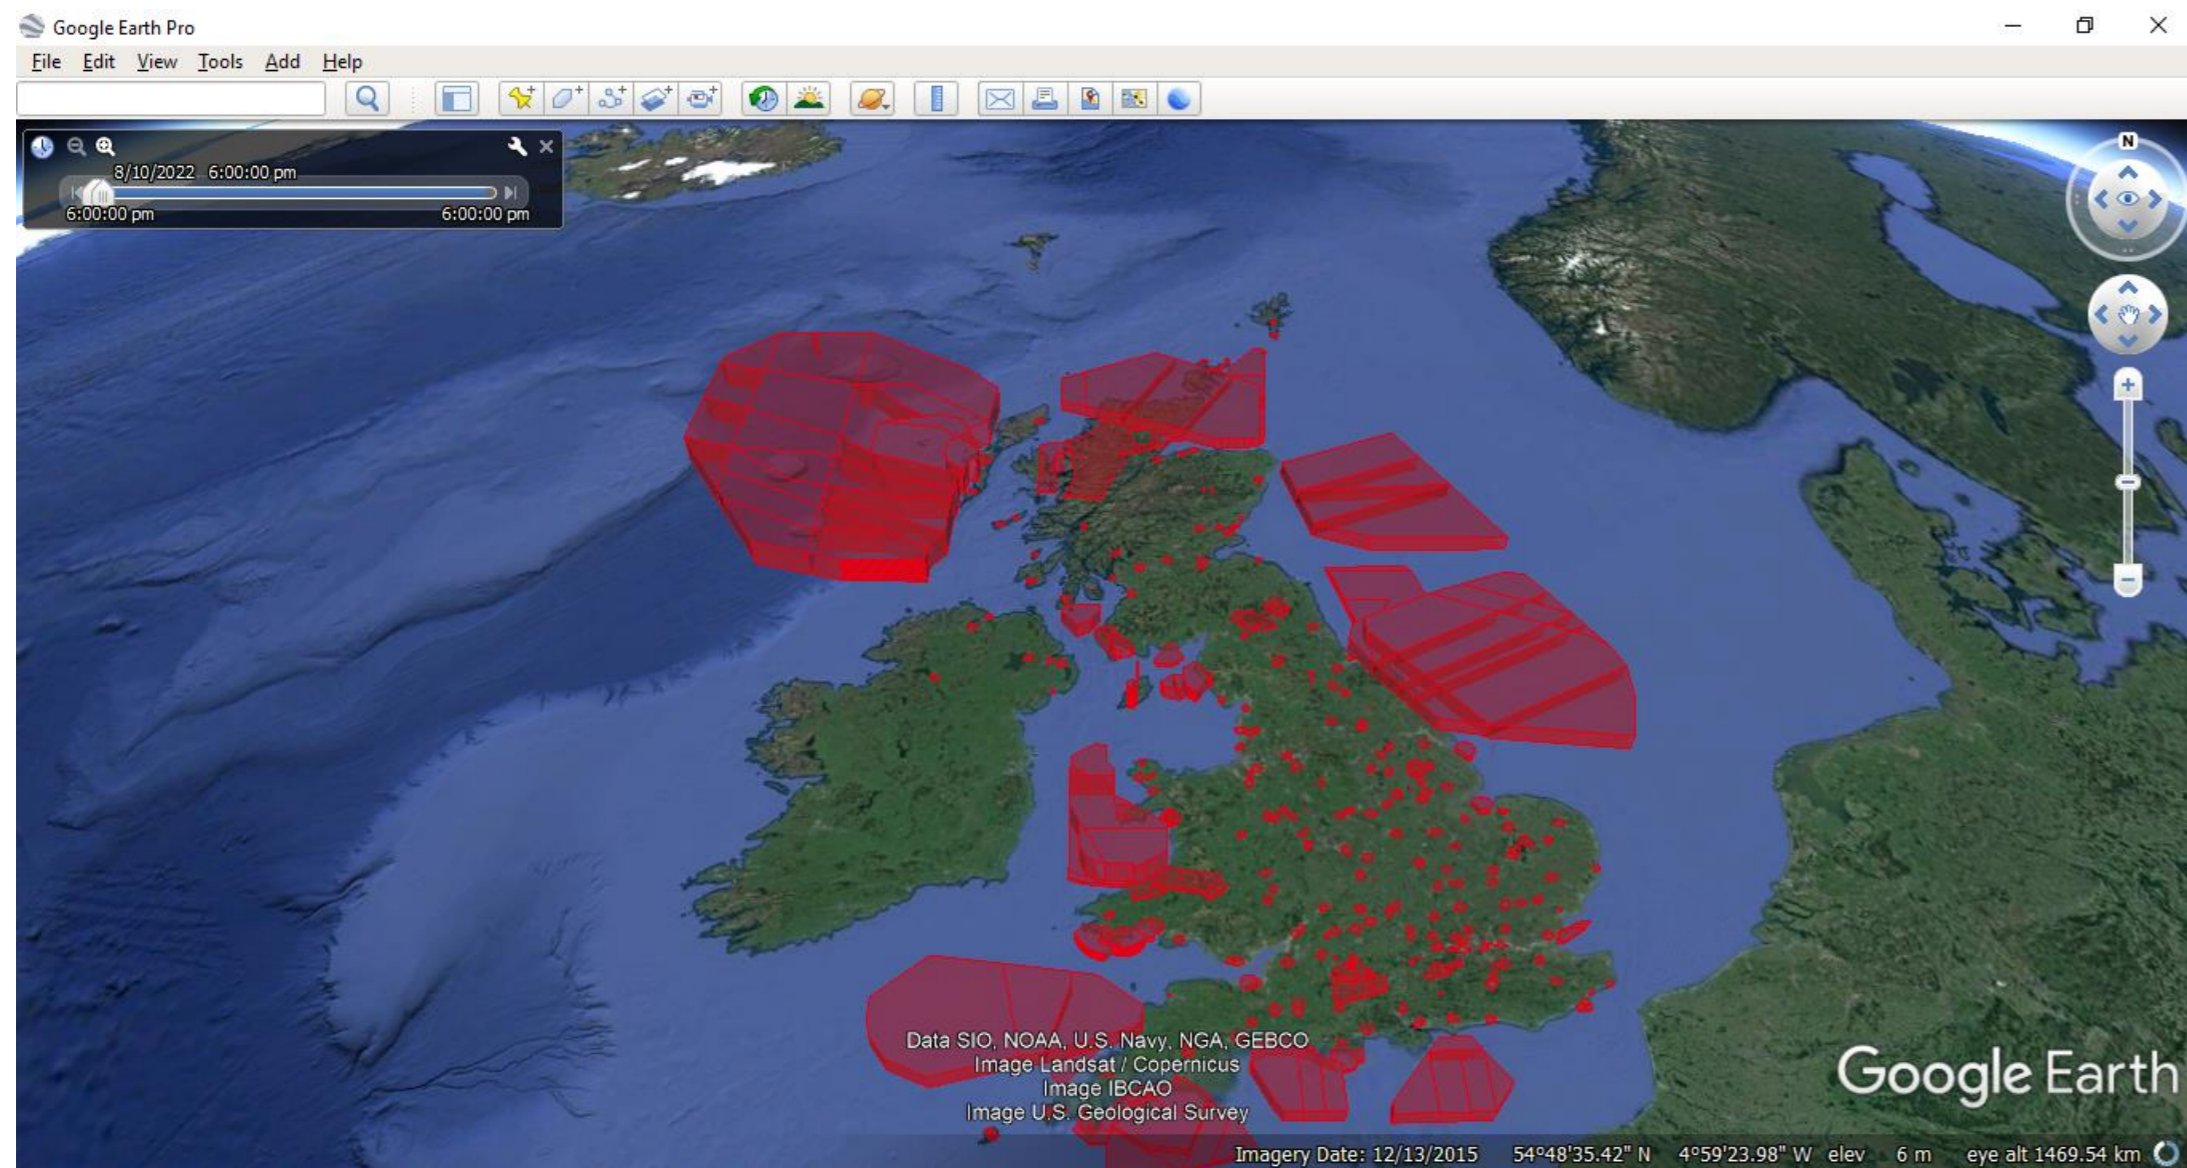 Google Earth Pro
File Edit View Tools Add Help
8/10/2022 6:00:00 pm
6:00:00 pm 6:00:00 pm
N
Data SIO, NOAA, U.S. Navy, NGA, GEBCO
Image Landsat / Copernicus
Image IBCAO
Image U.S. Geological Survey
Google Earth
Imagery Date: 12/13/2015 54°48'35.42" N 4°59'23.98" W elev 6 m eye alt 1469.54 km